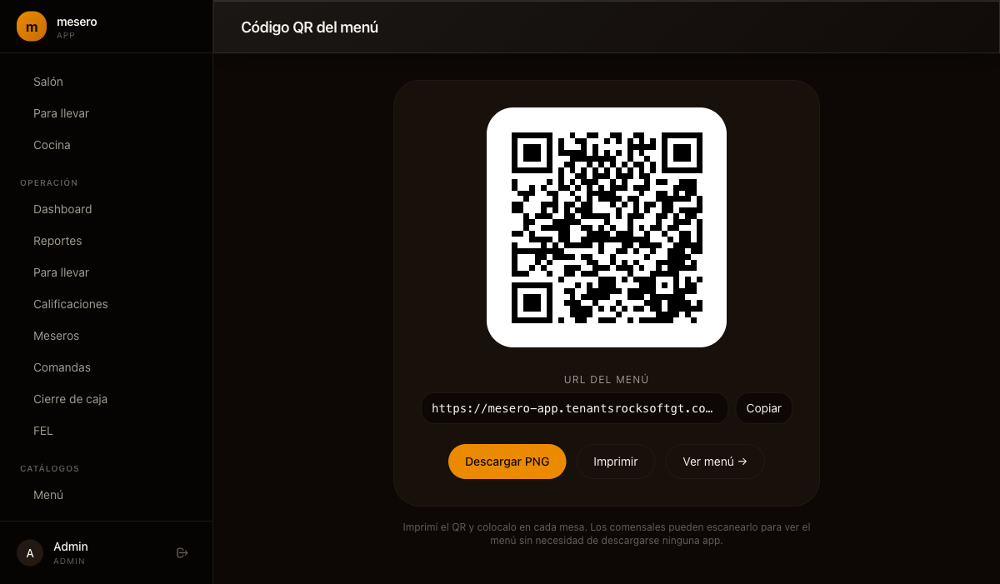 m
mesero
APP
Salón
Para llevar
Cocina
OPERACIÓN
Dashboard
Reportes
Para llevar
Calificaciones
Meseros
Comandas
Cierre de caja
FEL
CATÁLOGOS
Menú
A
Admin
ADMIN
Código QR del menú
URL DEL MENÚ
https://mesero-app.tenantsrocksoftgt.co…
Copiar
Descargar PNG
Imprimir
Ver menú →
Imprimí el QR y colocalo en cada mesa. Los comensales pueden escanearlo para ver el
menú sin necesidad de descargarse ninguna app.